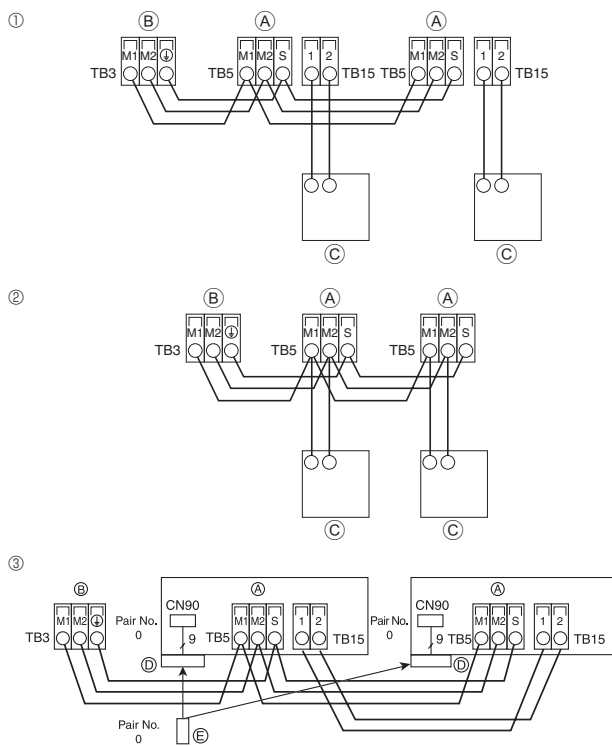 ①
Ⓑ Ⓐ Ⓐ
M1 M2 M1 M2 S 1 2 M1 M2 S 1 2
TB3 TB5 TB15 TB5 TB15
Ⓒ Ⓒ
②
Ⓑ Ⓐ Ⓐ
M1 M2 M1 M2 S M1 M2 S
TB3 TB5 TB5
Ⓒ Ⓒ
③
Ⓑ Ⓐ Ⓐ
CN90 CN90
M1 M2 M1 M2 S 1 2 M1 M2 S 1 2
Pair No. Pair No.
0 0
TB3 9 TB5 TB15 9 TB5 TB15
Ⓓ Ⓓ
Pair No.
0
Ⓔ